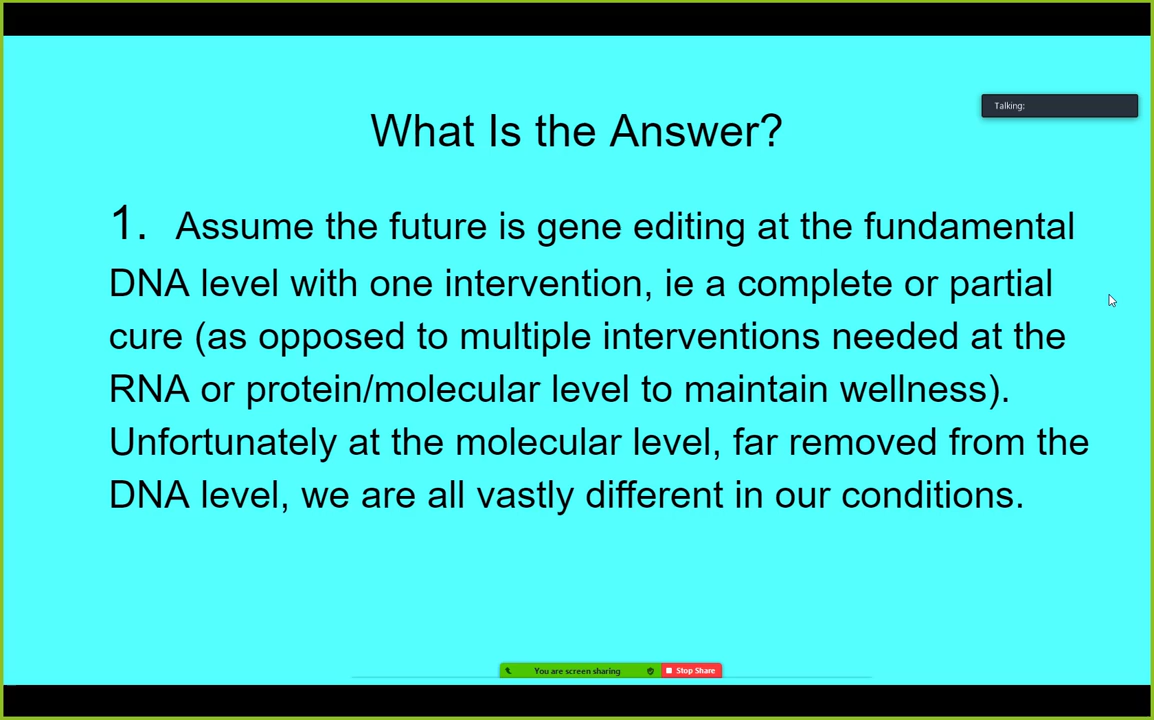 Talking:
What Is the Answer?
1. Assume the future is gene editing at the fundamental
DNA level with one intervention, ie a complete or partial
cure (as opposed to multiple interventions needed at the
RNA or protein/molecular level to maintain wellness).
Unfortunately at the molecular level, far removed from the
DNA level, we are all vastly different in our conditions.
You are screen sharing
Stop Share